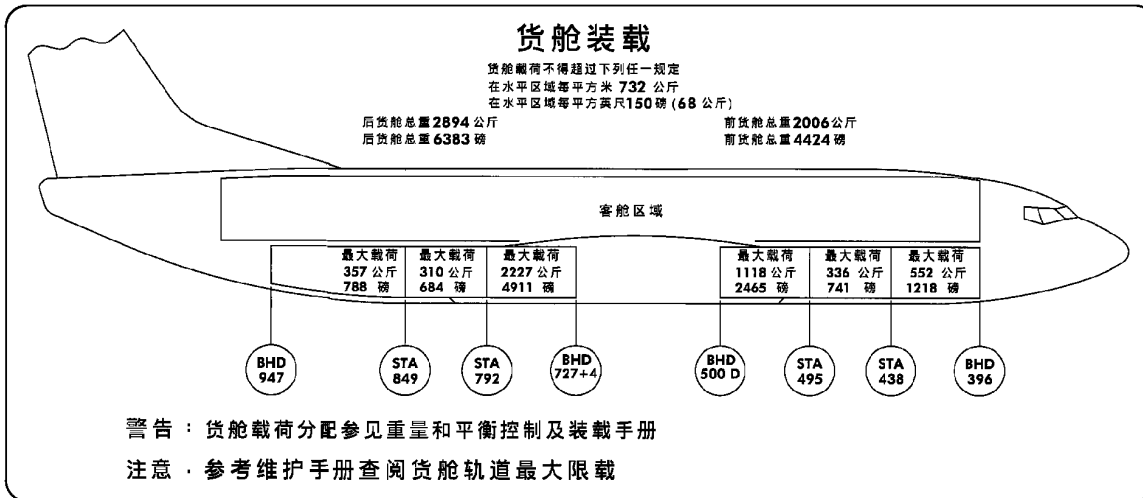 货舱装载
货舱载荷不得超过下列任一规定
在水平区域每平方米 732 公斤
在水平区域每平方英尺150磅 (68 公斤)
后货舱总重2894公斤
后货舱总重6383 磅
前货舱总重2006公斤
前货舱总重4424 磅
客舱区域
最大载荷
357 公斤
788 磅
最大载荷
310 公斤
684 磅
最大载荷
2227 公斤
4911 磅
最大载荷
1118 公斤
2465 磅
最大载荷
336 公斤
741 磅
最大载荷
552 公斤
1218 磅
BHD
947
STA
849
STA
792
BHD
727+4
BHD
500 D
STA
495
STA
438
BHD
396
警告：货舱载荷分配参见重量和平衡控制及装载手册
注意 · 参考维护手册查阅货舱轨道最大限载